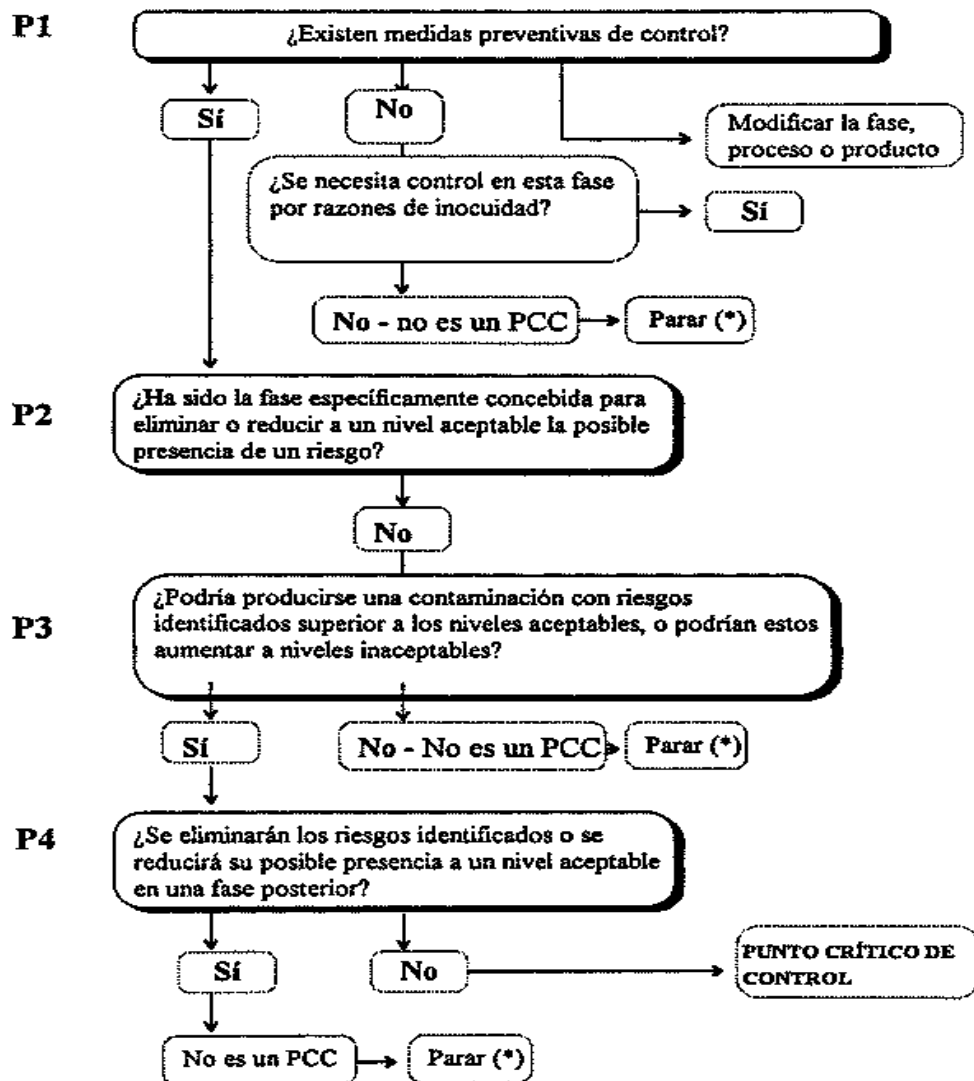 P1
¿Existen medidas preventivas de control?
Sí
No
Modificar la fase,
proceso o producto
¿Se necesita control en esta fase
por razones de inocuidad?
Sí
No - no es un PCC
Parar (*)
P2
¿Ha sido la fase específicamente concebida para
eliminar o reducir a un nivel aceptable la posible
presencia de un riesgo?
No
P3
¿Podría producirse una contaminación con riesgos
identificados superior a los niveles aceptables, o podrían estos
aumentar a niveles inaceptables?
Sí
No - No es un PCC
Parar (*)
P4
¿Se eliminarán los riesgos identificados o se
reducirá su posible presencia a un nivel aceptable
en una fase posterior?
Sí
No
PUNTO CRÍTICO DE
CONTROL
No es un PCC
Parar (*)